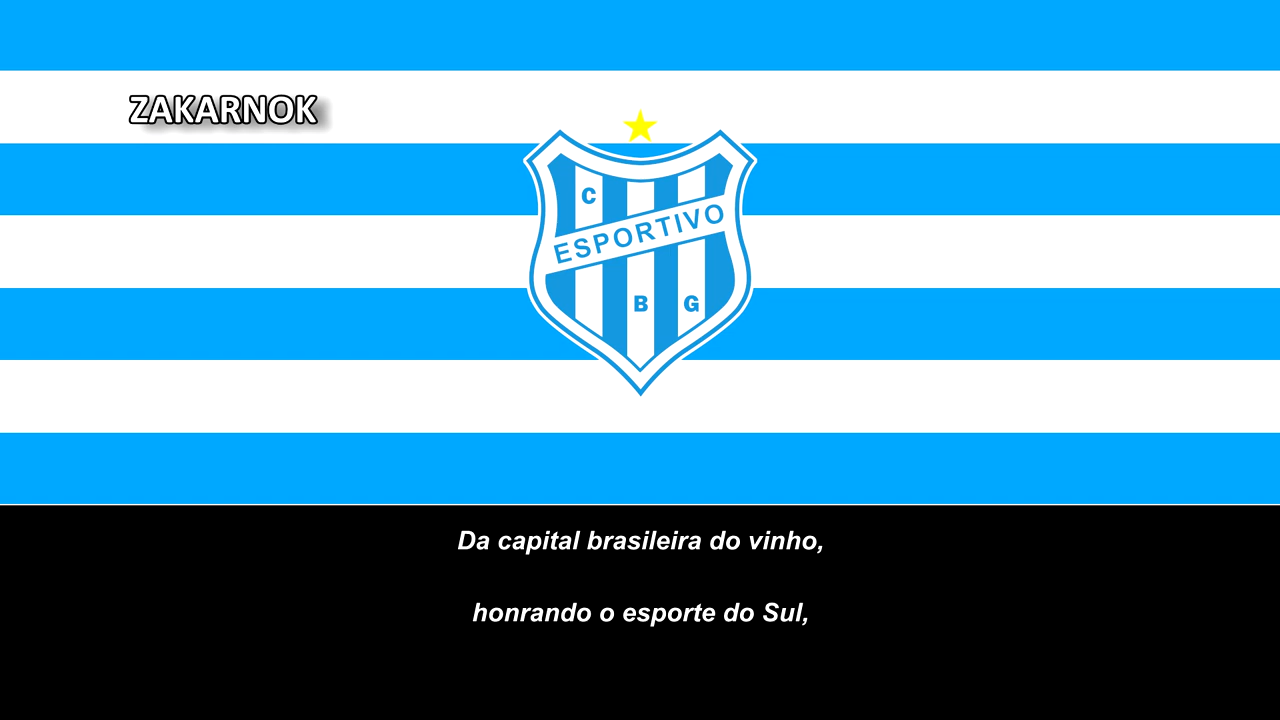 ZAKARNOK
C
ESPORTIVO
B G
Da capital brasileira do vinho,
honrando o esporte do Sul,